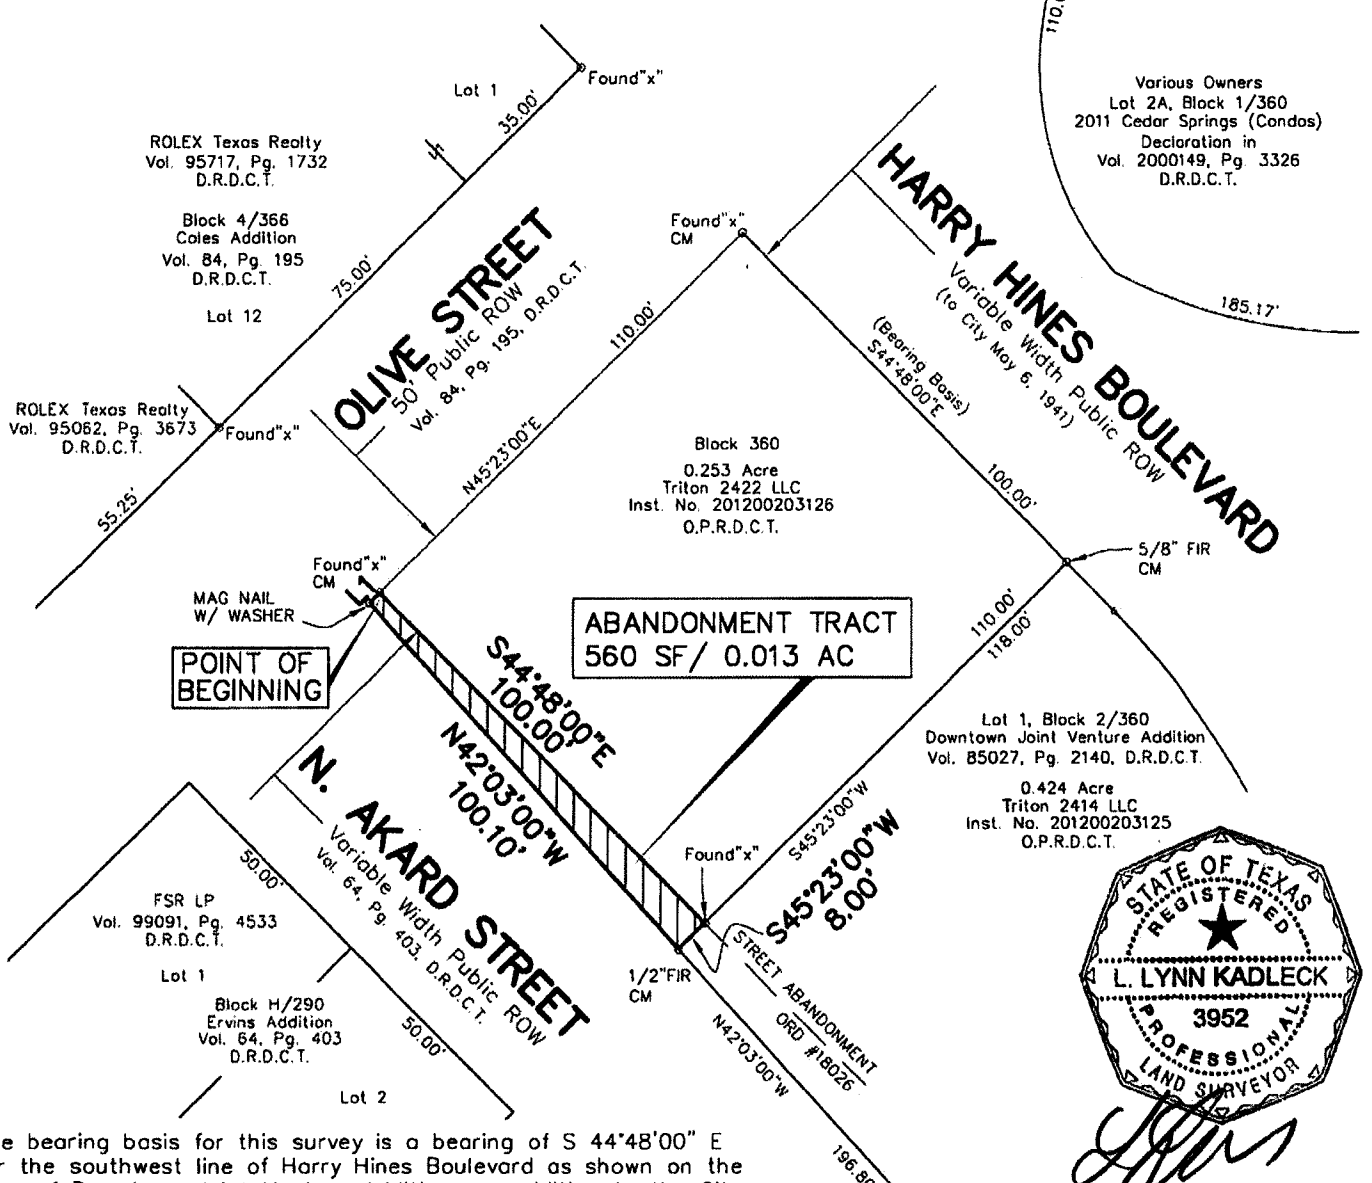 110.0
Various Owners
Lot 2A, Block 1/360
2011 Cedar Springs (Condos)
Declaration in
Vol. 2000149, Pg. 3326
D.R.D.C.T.
185.17'
Found"x"
Lot 1
35.00'
ROLEX Texas Realty
Vol. 95717, Pg. 1732
D.R.D.C.T.
Block 4/366
Coles Addition
Vol. 84, Pg. 195
D.R.D.C.T.
Lot 12
75.00'
OLIVE STREET
50' Public ROW
Vol. 84, Pg. 195, D.R.D.C.T.
ROLEX Texas Realty
Vol. 95062, Pg. 3673
D.R.D.C.T.
Found"x"
55.25'
Found"x"
CM
HARRY HINES BOULEVARD
Variable Width Public ROW
(to City May 6, 1941)
110.00'
N45°23'00"E
(Bearing Basis)
S44°48'00"E
100.00'
Block 360
0.253 Acre
Triton 2422 LLC
Inst. No. 201200203126
O.P.R.D.C.T.
5/8" FIR
CM
Found"x"
CM
MAG NAIL
W/ WASHER
POINT OF
BEGINNING
ABANDONMENT TRACT
560 SF/ 0.013 AC
110.00'
118.00'
S44°48'00"E
100.00'
N42°03'00"W
100.10'
Lot 1, Block 2/360
Downtown Joint Venture Addition
Vol. 85027, Pg. 2140, D.R.D.C.T.
0.424 Acre
Triton 2414 LLC
Inst. No. 201200203125
O.P.R.D.C.T.
S45°23'00"W
S45°23'00"W
8.00'
Found"x"
N. AKARD STREET
Variable Width Public ROW
Vol. 64, Pg. 403, D.R.D.C.T.
50.00'
FSR LP
Vol. 99091, Pg. 4533
D.R.D.C.T.
Lot 1
Block H/290
Ervins Addition
Vol. 64, Pg. 403
D.R.D.C.T.
50.00'
Lot 2
1/2"FIR
CM
STREET ABANDONMENT
ORD #18026
N42°03'00"W
196.80
STATE OF TEXAS
REGISTERED
L. LYNN KADLECK
3952
PROFESSIONAL
LAND SURVEYOR
e bearing basis for this survey is a bearing of S 44°48'00" E
r the southwest line of Harry Hines Boulevard as shown on the